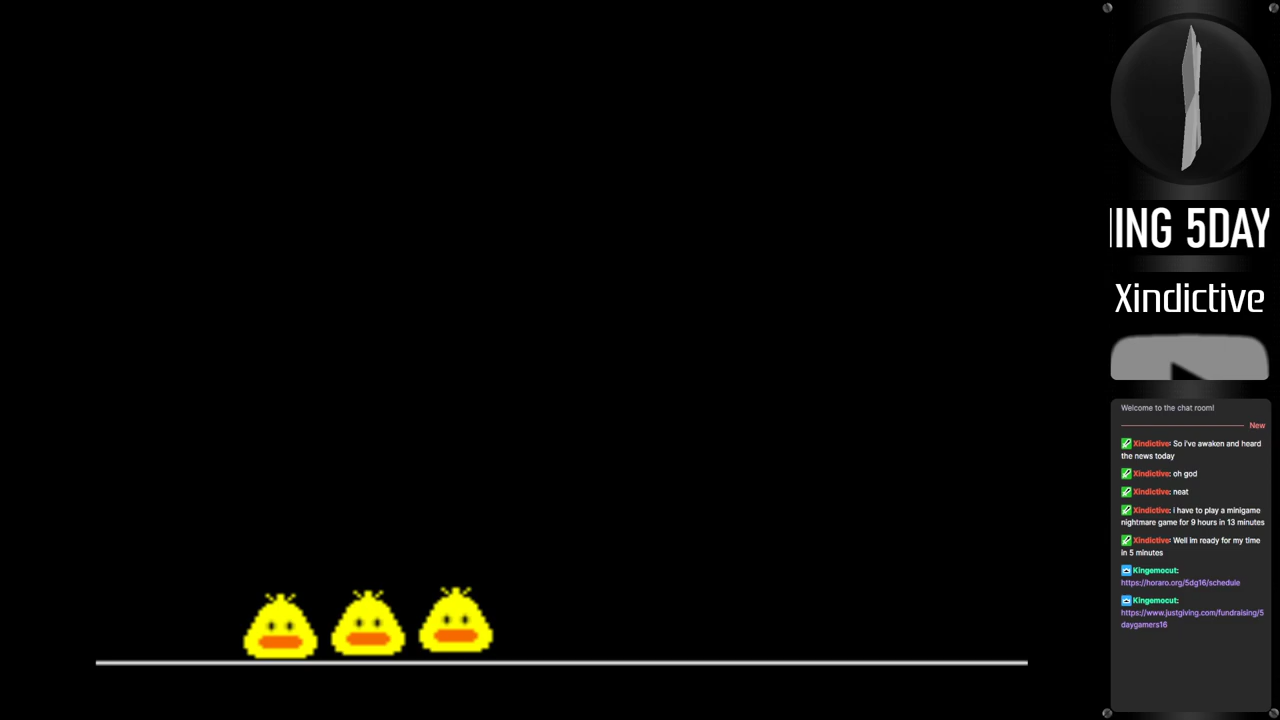 ING 5DAY
Xindictive
Welcome to the chat room!
New
Xindictive: So i've awaken and heard
the news today
Xindictive: oh god
Xindictive: neat
Xindictive: i have to play a minigame
nightmare game for 9 hours in 13 minutes
Xindictive: Well Im ready for my time
in 5 minutes
Kingemocut:
https://horaro.org/5dg16/schedule
Kingemocut:
https://www.justgiving.com/fundraising/5
daygamers16